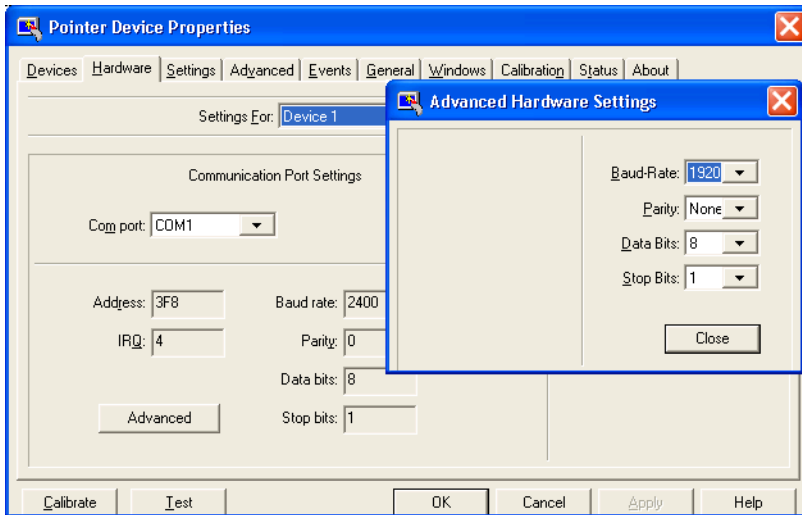 Pointer Device Properties
Devices Hardware Settings Advanced Events General Windows Calibration Status About
Settings For: Device 1
Communication Port Settings
Com port: COM1
Address: 3F8
Baud rate: 2400
IRQ: 4
Parity: 0
Data bits: 8
Advanced
Stop bits: 1
Advanced Hardware Settings
Baud-Rate: 1920
Parity: None
Data Bits: 8
Stop Bits: 1
Close
Calibrate Test OK Cancel Apply Help